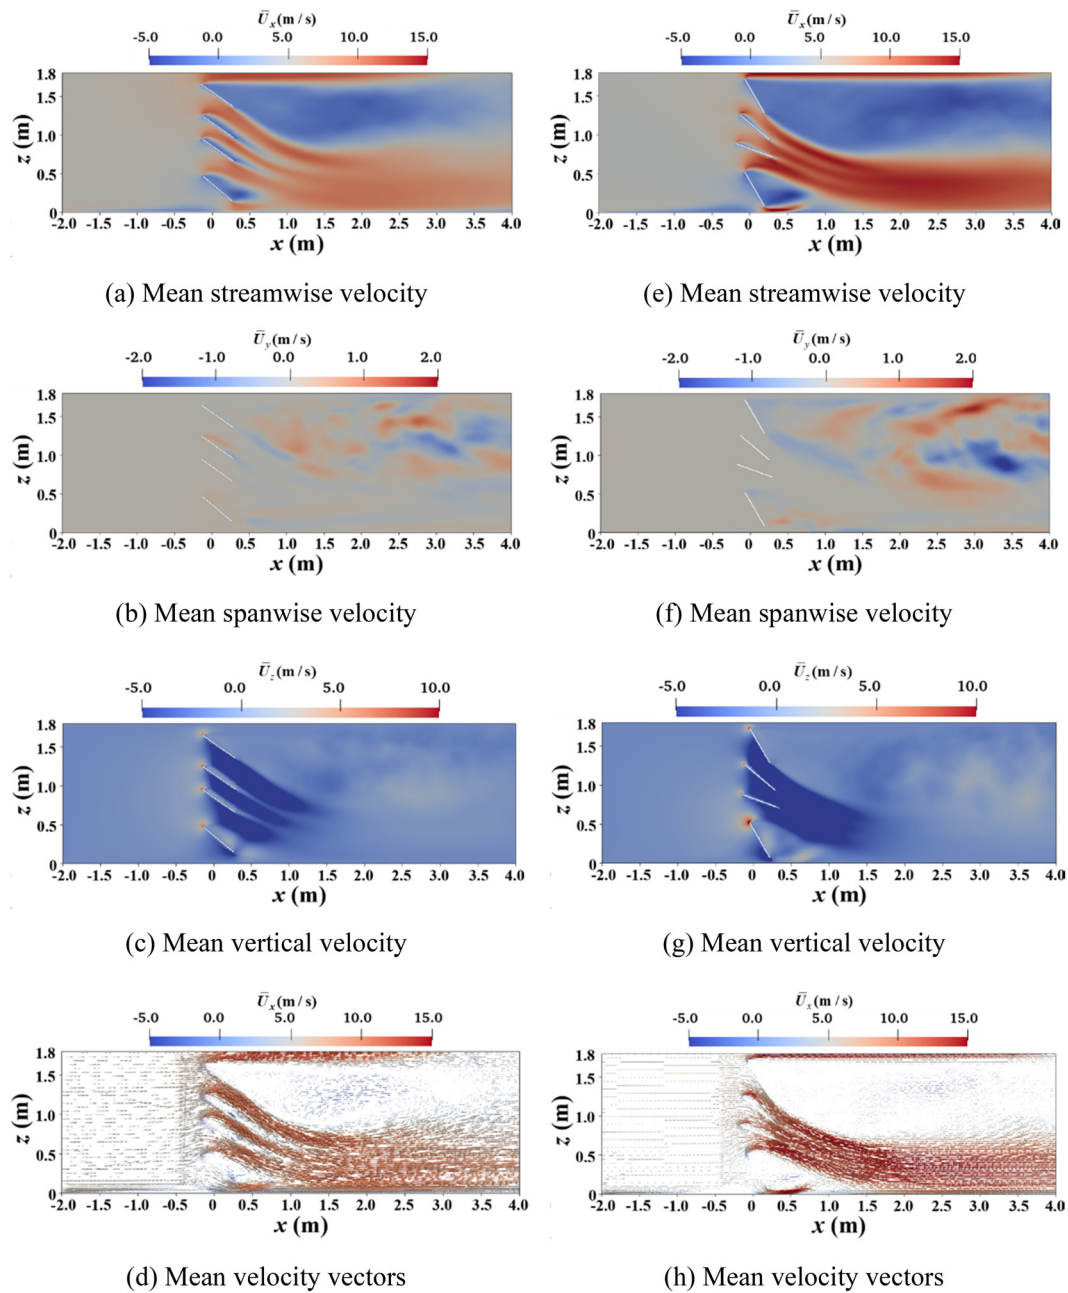 Ūx(m/s)
-5.0 0.0 5.0 10.0 15.0
1.8
1.5
1.0
0.5
0
z (m)
-2.0 -1.5 -1.0 -0.5 0 0.5 1.0 1.5 2.0 2.5 3.0 3.5 4.0
x (m)
(a) Mean streamwise velocity
Ūx(m/s)
-5.0 0.0 5.0 10.0 15.0
1.8
1.5
1.0
0.5
0
z (m)
-2.0 -1.5 -1.0 -0.5 0 0.5 1.0 1.5 2.0 2.5 3.0 3.5 4.0
x (m)
(e) Mean streamwise velocity
Ūy(m/s)
-2.0 -1.0 0.0 1.0 2.0
1.8
1.5
1.0
0.5
0
z (m)
-2.0 -1.5 -1.0 -0.5 0 0.5 1.0 1.5 2.0 2.5 3.0 3.5 4.0
x (m)
(b) Mean spanwise velocity
Ūy(m/s)
-2.0 -1.0 0.0 1.0 2.0
1.8
1.5
1.0
0.5
0
z (m)
-2.0 -1.5 -1.0 -0.5 0 0.5 1.0 1.5 2.0 2.5 3.0 3.5 4.0
x (m)
(f) Mean spanwise velocity
Ūz(m/s)
-5.0 0.0 5.0 10.0
1.8
1.5
1.0
0.5
0
z (m)
-2.0 -1.5 -1.0 -0.5 0 0.5 1.0 1.5 2.0 2.5 3.0 3.5 4.0
x (m)
(c) Mean vertical velocity
Ūz(m/s)
-5.0 0.0 5.0 10.0
1.8
1.5
1.0
0.5
0
z (m)
-2.0 -1.5 -1.0 -0.5 0 0.5 1.0 1.5 2.0 2.5 3.0 3.5 4.0
x (m)
(g) Mean vertical velocity
Ūx(m/s)
-5.0 0.0 5.0 10.0 15.0
1.8
1.5
1.0
0.5
0
z (m)
-2.0 -1.5 -1.0 -0.5 0 0.5 1.0 1.5 2.0 2.5 3.0 3.5 4.0
x (m)
(d) Mean velocity vectors
Ūx(m/s)
-5.0 0.0 5.0 10.0 15.0
1.8
1.5
1.0
0.5
0
z (m)
-2.0 -1.5 -1.0 -0.5 0 0.5 1.0 1.5 2.0 2.5 3.0 3.5 4.0
x (m)
(h) Mean velocity vectors